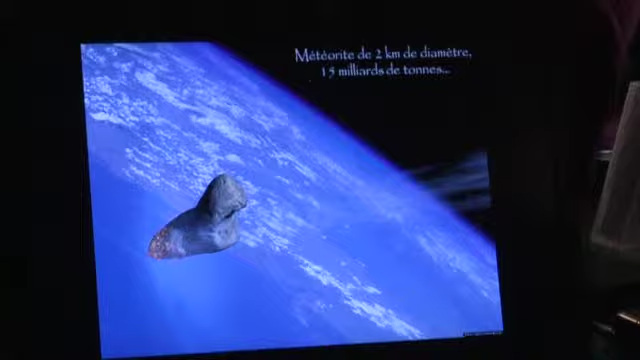 Météorite de 2 km de diamètre,
15 milliards de tonnes...